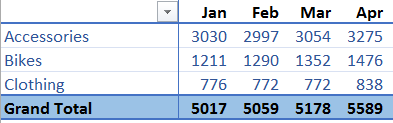 Jan Feb Mar Apr
Accessories 3030 2997 3054 3275
Bikes 1211 1290 1352 1476
Clothing 776 772 772 838
Grand Total 5017 5059 5178 5589